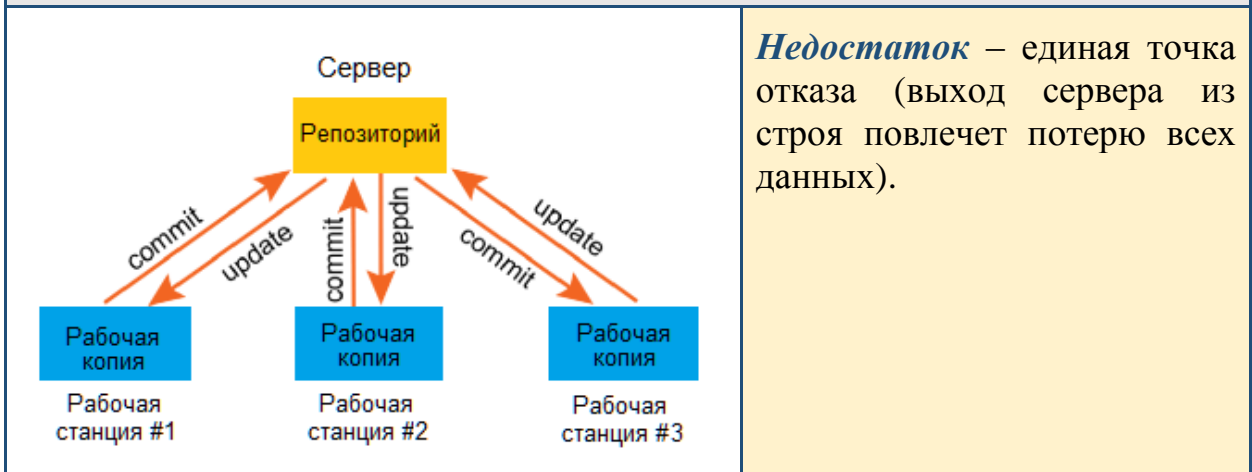 Сервер
Репозиторий
commit
update
commit
update
commit
update
Рабочая
копия
Рабочая
копия
Рабочая
копия
Рабочая
станция #1
Рабочая
станция #2
Рабочая
станция #3
Недостаток – единая точка
отказа (выход сервера из
строя повлечет потерю всех
данных).